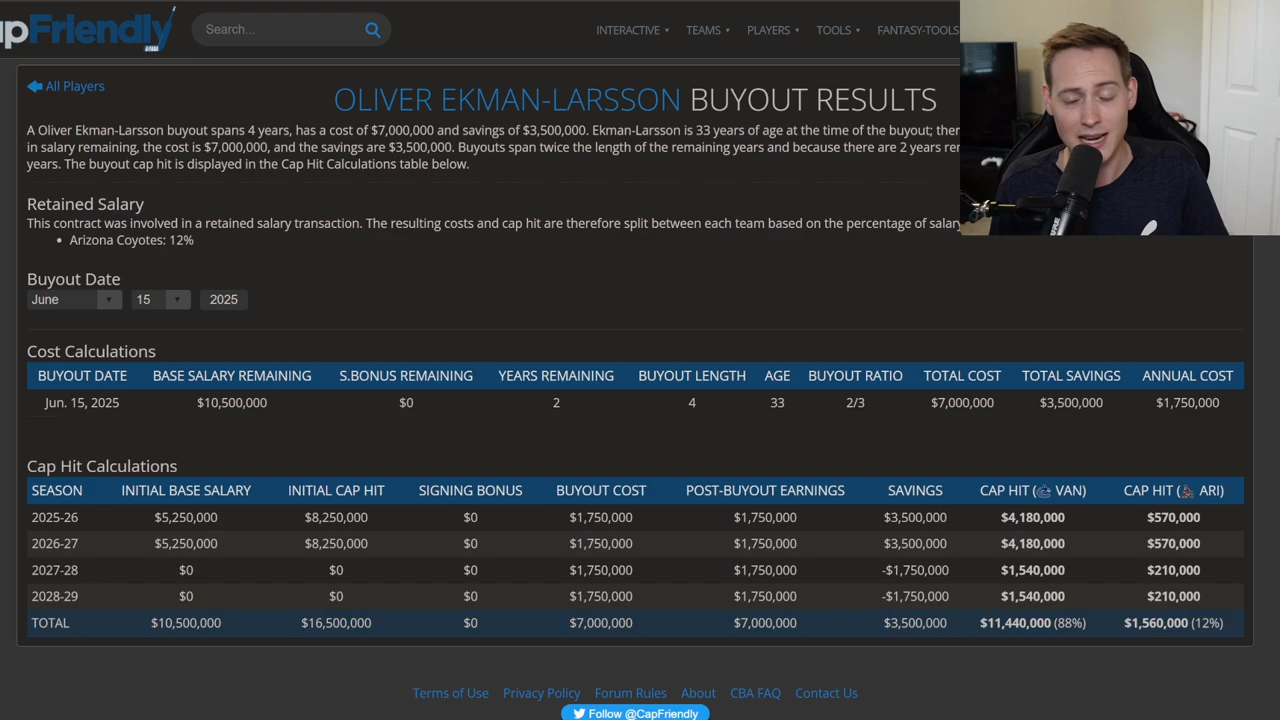 apFriendly
Search...
INTERACTIVE
TEAMS
PLAYERS
TOOLS
FANTASY-TOOLS
All Players
OLIVER EKMAN-LARSSON BUYOUT RESULTS
A Oliver Ekman-Larsson buyout spans 4 years, has a cost of $7,000,000 and savings of $3,500,000. Ekman-Larsson is 33 years of age at the time of the buyout;
in salary remaining, the cost is $7,000,000, and the savings are $3,500,000. Buyouts span twice the length of the remaining years and because there are 2 years
years. The buyout cap hit is displayed in the Cap Hit Calculations table below.
Retained Salary
This contract was involved in a retained salary transaction. The resulting costs and cap hit are therefore split between each team based on the percentage of salary
• Arizona Coyotes: 12%
Buyout Date
June 15 2025
Cost Calculations
BUYOUT DATE BASE SALARY REMAINING S.BONUS REMAINING YEARS REMAINING BUYOUT LENGTH AGE BUYOUT RATIO TOTAL COST TOTAL SAVINGS ANNUAL COST
Jun. 15, 2025 $10,500,000 $0 2 4 33 2/3 $7,000,000 $3,500,000 $1,750,000
Cap Hit Calculations
SEASON INITIAL BASE SALARY INITIAL CAP HIT SIGNING BONUS BUYOUT COST POST-BUYOUT EARNINGS SAVINGS CAP HIT ( VAN) CAP HIT ( ARI)
2025-26 $5,250,000 $8,250,000 $0 $1,750,000 $1,750,000 $3,500,000 $4,180,000 $570,000
2026-27 $5,250,000 $8,250,000 $0 $1,750,000 $1,750,000 $3,500,000 $4,180,000 $570,000
2027-28 $0 $0 $0 $1,750,000 $1,750,000 -$1,750,000 $1,540,000 $210,000
2028-29 $0 $0 $0 $1,750,000 $1,750,000 -$1,750,000 $1,540,000 $210,000
TOTAL $10,500,000 $16,500,000 $0 $7,000,000 $7,000,000 $3,500,000 $11,440,000 (88%) $1,560,000 (12%)
Terms of Use Privacy Policy Forum Rules About CBA FAQ Contact Us
Follow @CapFriendly